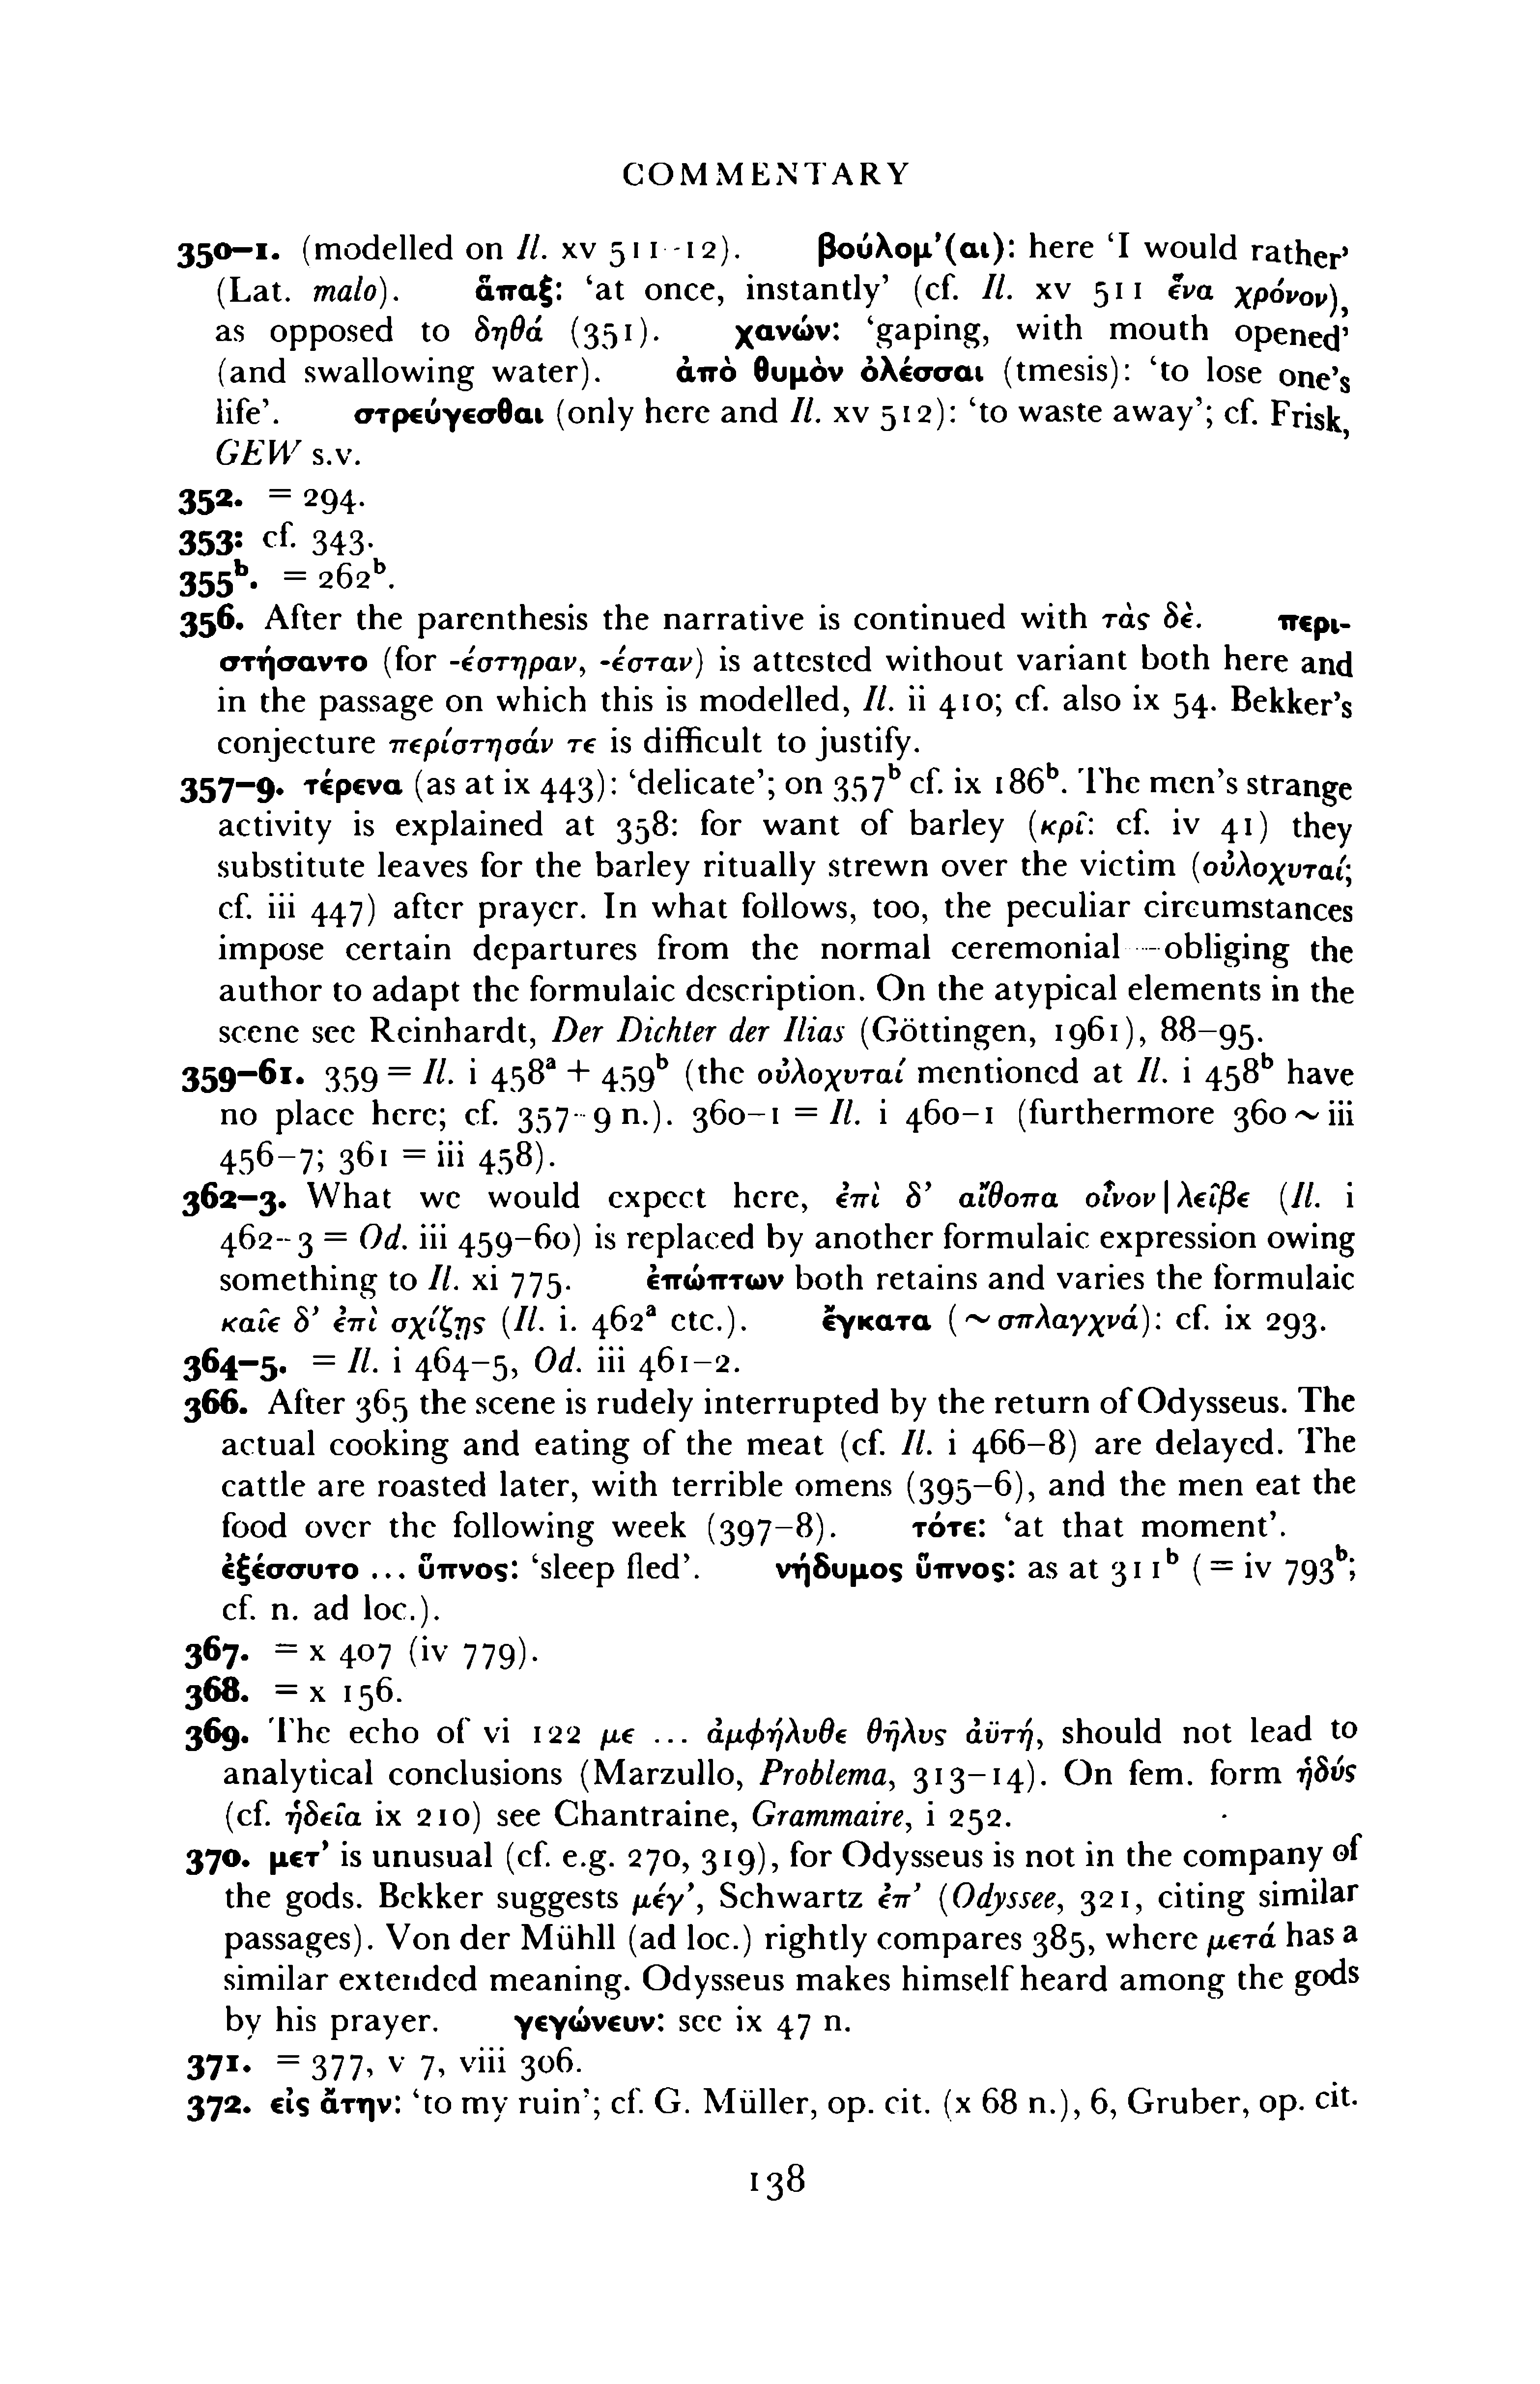 COMMENTARY
350–1. (modelled on Il. xv 511–12). βούλομ’(αι): here ‘I would rather’
(Lat. malo). ἅπαξ: ‘at once, instantly’ (cf. Il. xv 511 ἕνα χρόνον),
as opposed to δηθά (351). χανών: ‘gaping, with mouth opened’
(and swallowing water). ἀπὸ θυμὸν ὀλέσσαι (tmesis): ‘to lose one’s
life’. στρεύγεσθαι (only here and Il. xv 512): ‘to waste away’; cf. Frisk,
GEW s.v.
352. = 294.
353: cf. 343.
355ᵇ. = 262ᵇ.
356. After the parenthesis the narrative is continued with τὰς δέ. περι-
στήσαντο (for -έστηραν, -έσταν) is attested without variant both here and
in the passage on which this is modelled, Il. ii 410; cf. also ix 54. Bekker’s
conjecture περίστησάν τε is difficult to justify.
357–9. τέρενα (as at ix 443): ‘delicate’; on 357ᵇ cf. ix 186ᵇ. The men’s strange
activity is explained at 358: for want of barley (κρῖ: cf. iv 41) they
substitute leaves for the barley ritually strewn over the victim (οὐλοχυταί;
cf. iii 447) after prayer. In what follows, too, the peculiar circumstances
impose certain departures from the normal ceremonial—obliging the
author to adapt the formulaic description. On the atypical elements in the
scene see Reinhardt, Der Dichter der Ilias (Göttingen, 1961), 88–95.
359–61. 359 = Il. i 458ᵃ + 459ᵇ (the οὐλοχυταί mentioned at Il. i 458ᵇ have
no place here; cf. 357–9 n.). 360–1 = Il. i 460–1 (furthermore 360 ~ iii
456–7; 361 = iii 458).
362–3. What we would expect here, ἐπὶ δ’ αἴθοπα οἶνον | λεῖβε (Il. i
462–3 = Od. iii 459–60) is replaced by another formulaic expression owing
something to Il. xi 775. ἐπώπτων both retains and varies the formulaic
καῖε δ’ ἐπὶ σχίζῃς (Il. i. 462ᵃ etc.). ἔγκατα (~ σπλαγχνά): cf. ix 293.
364–5. = Il. i 464–5, Od. iii 461–2.
366. After 365 the scene is rudely interrupted by the return of Odysseus. The
actual cooking and eating of the meat (cf. Il. i 466–8) are delayed. The
cattle are roasted later, with terrible omens (395–6), and the men eat the
food over the following week (397–8). τότε: ‘at that moment’.
ἐξέσσυτο ... ὕπνος: ‘sleep fled’. νήδυμος ὕπνος: as at 311ᵇ (= iv 793ᵇ;
cf. n. ad loc.).
367. = x 407 (iv 779).
368. = x 156.
369. The echo of vi 122 με ... ἀμφήλυθε θῆλυς ἀϋτή, should not lead to
analytical conclusions (Marzullo, Problema, 313–14). On fem. form ἡδύς
(cf. ἡδεῖα ix 210) see Chantraine, Grammaire, i 252.
370. μετ’ is unusual (cf. e.g. 270, 319), for Odysseus is not in the company of
the gods. Bekker suggests μέγ’, Schwartz ἐπ’ (Odyssee, 321, citing similar
passages). Von der Mühll (ad loc.) rightly compares 385, where μετά has a
similar extended meaning. Odysseus makes himself heard among the gods
by his prayer. γεγώνευν: see ix 47 n.
371. = 377, v 7, viii 306.
372. εἰς ἄτην: ‘to my ruin’; cf. G. Müller, op. cit. (x 68 n.), 6, Gruber, op. cit.
138